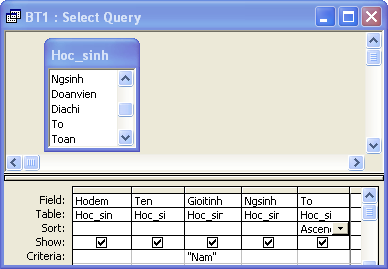 BT1 : Select Query
Hoc_sinh
Ngsinh
Doanvien
Diachi
To
Toan
Field: Hodem Ten Gioitinh Ngsinh To
Table: Hoc_sin Hoc_si Hoc_sir Hoc_sir Hoc_si
Sort: Ascen
Show:
Criteria: "Nam"